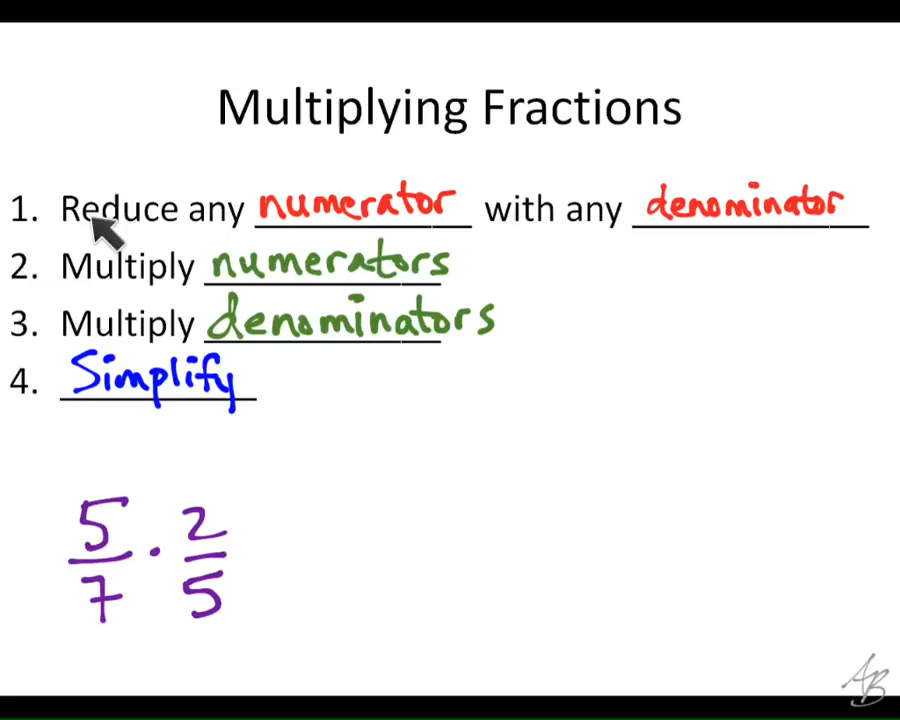 Multiplying Fractions
1. Reduce any numerator with any denominator
2. Multiply numerators
3. Multiply denominators
4. Simplify
5/7 · 2/5
AB